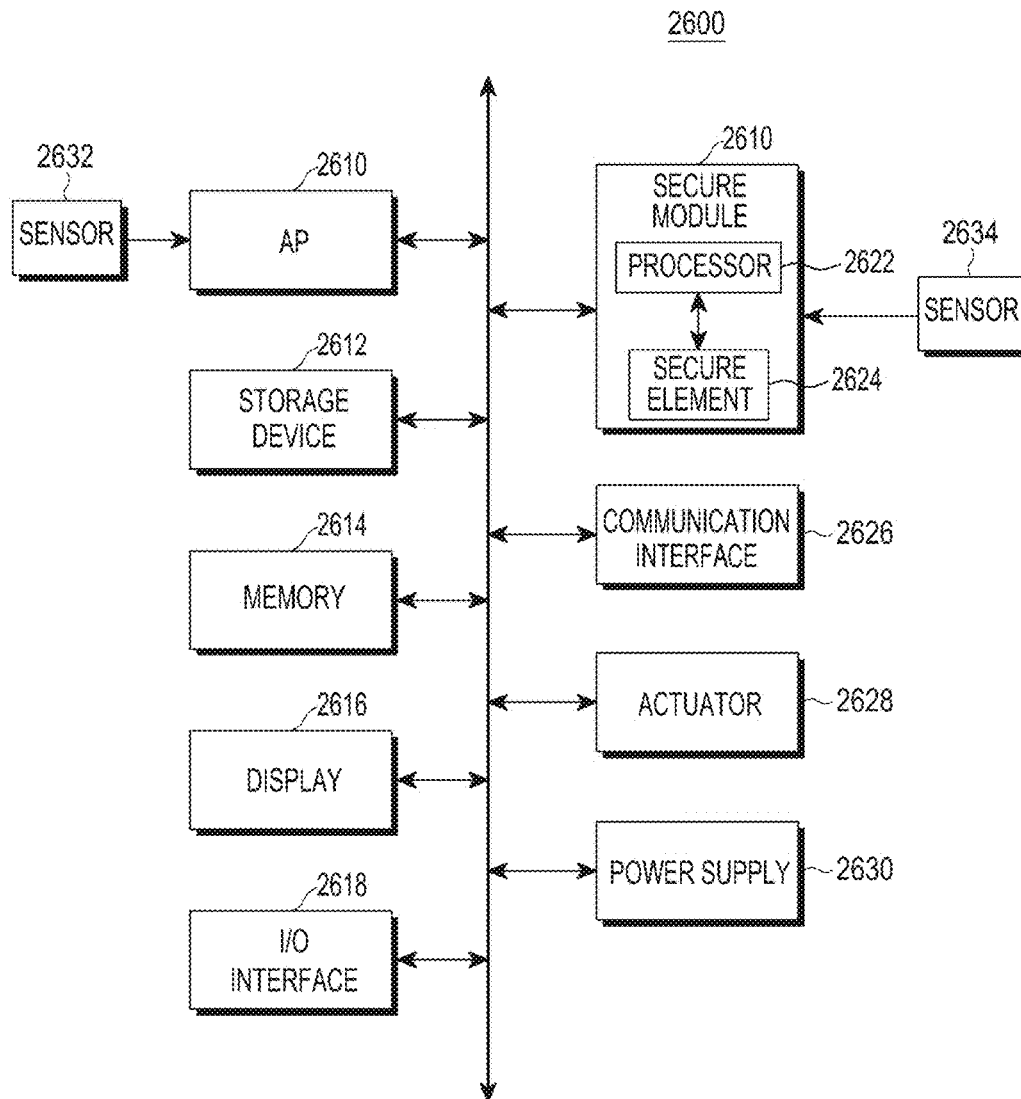 2600
2632
SENSOR
2610
AP
2612
STORAGE
DEVICE
2614
MEMORY
2616
DISPLAY
2618
I/O
INTERFACE
2610
SECURE
MODULE
PROCESSOR
2622
SECURE
ELEMENT
2624
2634
SENSOR
COMMUNICATION
INTERFACE
2626
ACTUATOR
2628
POWER SUPPLY
2630